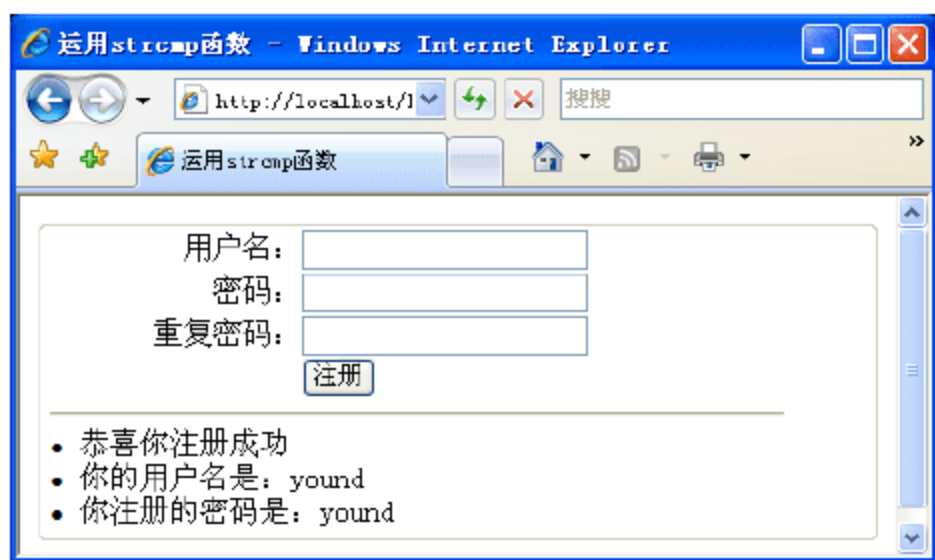 运用strcmp函数 - Windows Internet Explorer
http://localhost/l
搜搜
运用strcmp函数
用户名：
密码：
重复密码：
注册
• 恭喜你注册成功
• 你的用户名是：yound
• 你注册的密码是：yound